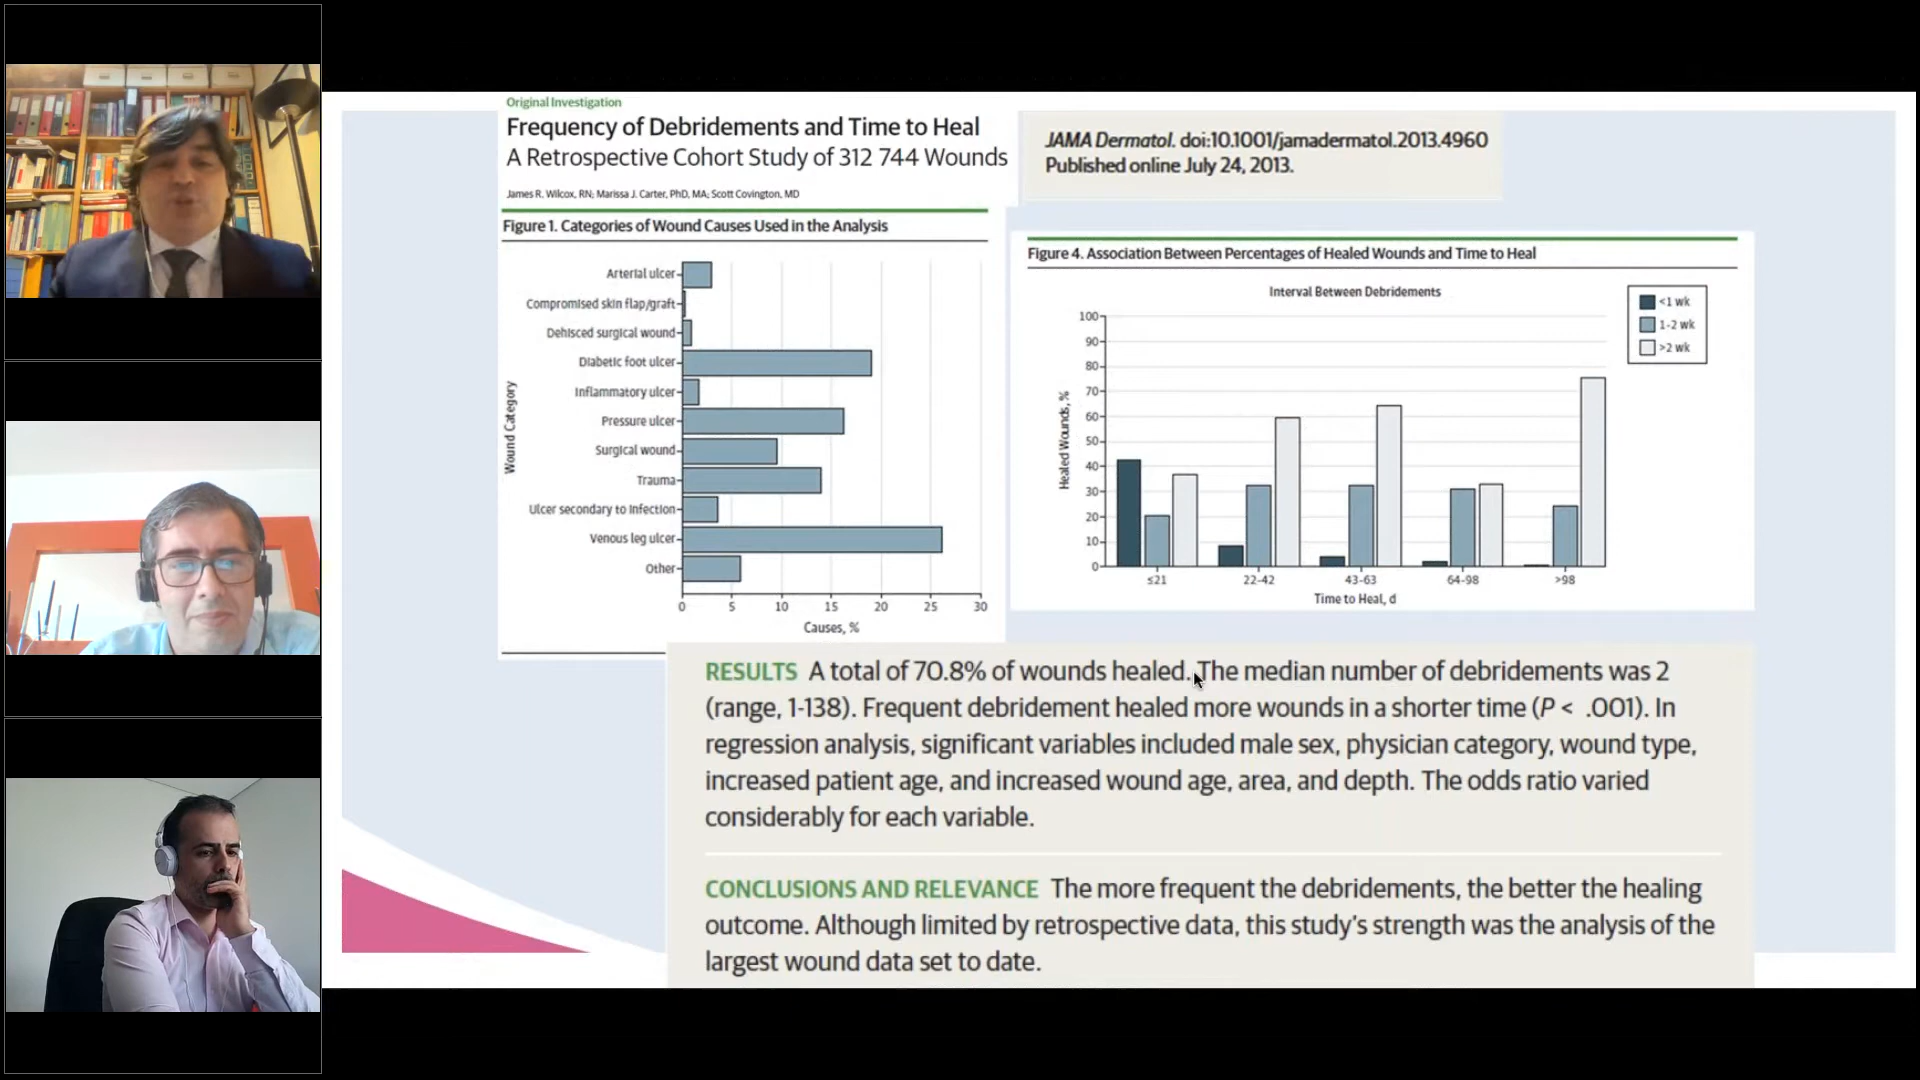 Original Investigation
Frequency of Debridements and Time to Heal
A Retrospective Cohort Study of 312 744 Wounds
James R. Wilcox, RN; Marissa J. Carter, PhD, MA; Scott Covington, MD
JAMA Dermatol. doi:10.1001/jamadermatol.2013.4960
Published online July 24, 2013.
Figure 1. Categories of Wound Causes Used in the Analysis
Wound Category
Arterial ulcer
Compromised skin flap/graft
Dehisced surgical wound
Diabetic foot ulcer
Inflammatory ulcer
Pressure ulcer
Surgical wound
Trauma
Ulcer secondary to infection
Venous leg ulcer
Other
0 5 10 15 20 25 30
Causes, %
Figure 4. Association Between Percentages of Healed Wounds and Time to Heal
Interval Between Debridements
<1 wk
1-2 wk
>2 wk
Healed Wounds, %
100
90
80
70
60
50
40
30
20
10
0
≤21 22-42 43-63 64-98 >98
Time to Heal, d
RESULTS A total of 70.8% of wounds healed. The median number of debridements was 2
(range, 1-138). Frequent debridement healed more wounds in a shorter time (P < .001). In
regression analysis, significant variables included male sex, physician category, wound type,
increased patient age, and increased wound age, area, and depth. The odds ratio varied
considerably for each variable.
CONCLUSIONS AND RELEVANCE The more frequent the debridements, the better the healing
outcome. Although limited by retrospective data, this study's strength was the analysis of the
largest wound data set to date.